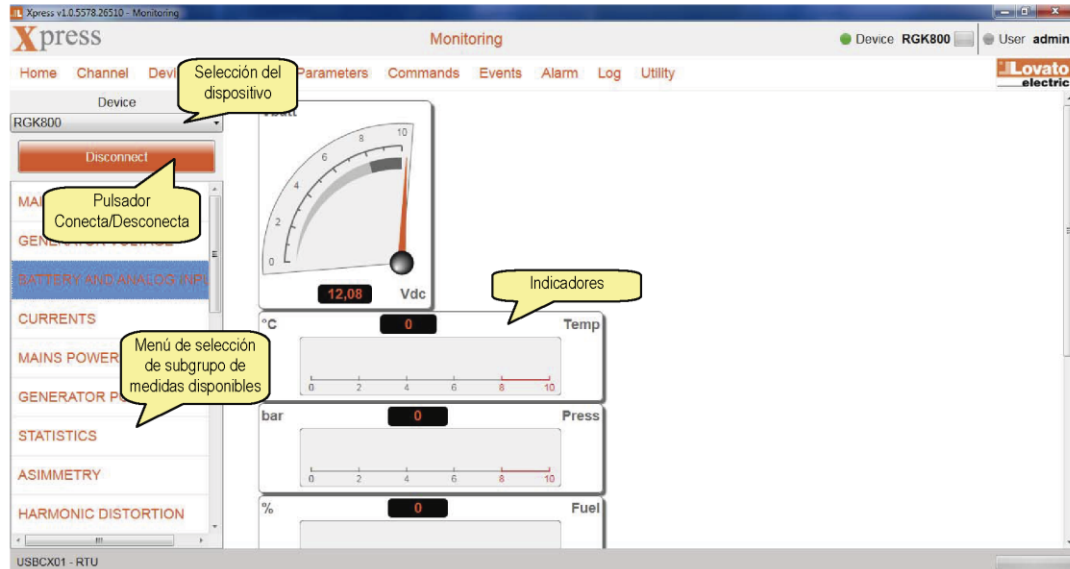 Xpress v1.0.5578.26510 - Monitoring
Xpress
Monitoring
Device RGK800
User admin
Home Channel Parameters Commands Events Alarm Log Utility
Lovato
electric
Selección del
dispositivo
Device
RGK800
Disconnect
Pulsador
Conecta/Desconecta
BATTERY AND ANALOG
CURRENTS
MAINS POWER
GENERATOR
STATISTICS
ASIMMETRY
HARMONIC DISTORTION
Menú de selección
de subgrupo de
medidas disponibles
0 2 4 6 8 10
12,08 Vdc
Indicadores
°C 0 Temp
0 2 4 6 8 10
bar 0 Press
0 2 4 6 8 10
% 0 Fuel
USBCX01 - RTU